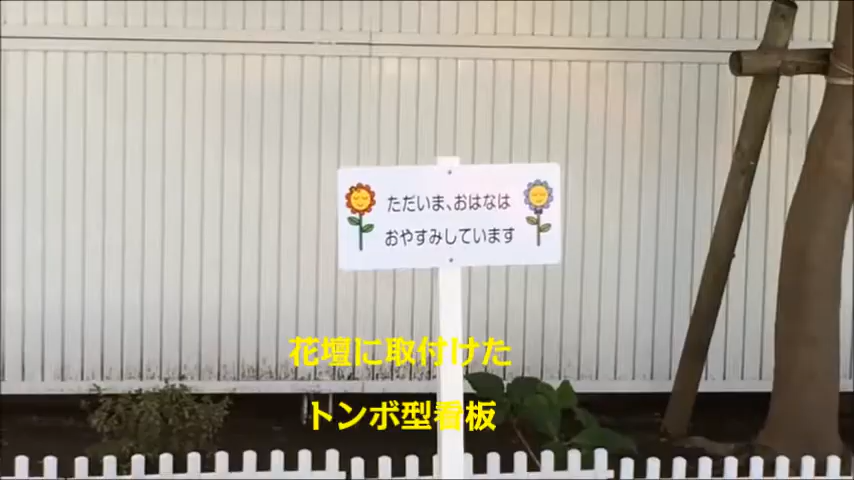 ただいま、おはなは
おやすみしています
花壇に取付けた
トンボ型看板